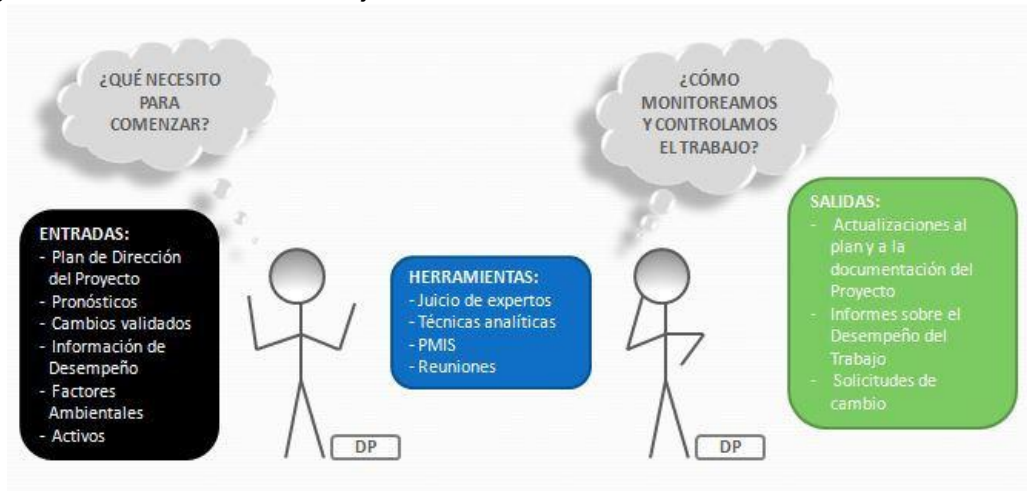 ¿QUÉ NECESITO
PARA
COMENZAR?
¿CÓMO
MONITOREAMOS
Y CONTROLAMOS
EL TRABAJO?
ENTRADAS:
- Plan de Dirección
del Proyecto
- Pronósticos
- Cambios validados
- Información de
Desempeño
- Factores
Ambientales
- Activos
HERRAMIENTAS:
- Juicio de expertos
- Técnicas analíticas
- PMIS
- Reuniones
SALIDAS:
- Actualizaciones al
plan y a la
documentación del
Proyecto
- Informes sobre el
Desempeño del
Trabajo
- Solicitudes de
cambio
DP
DP